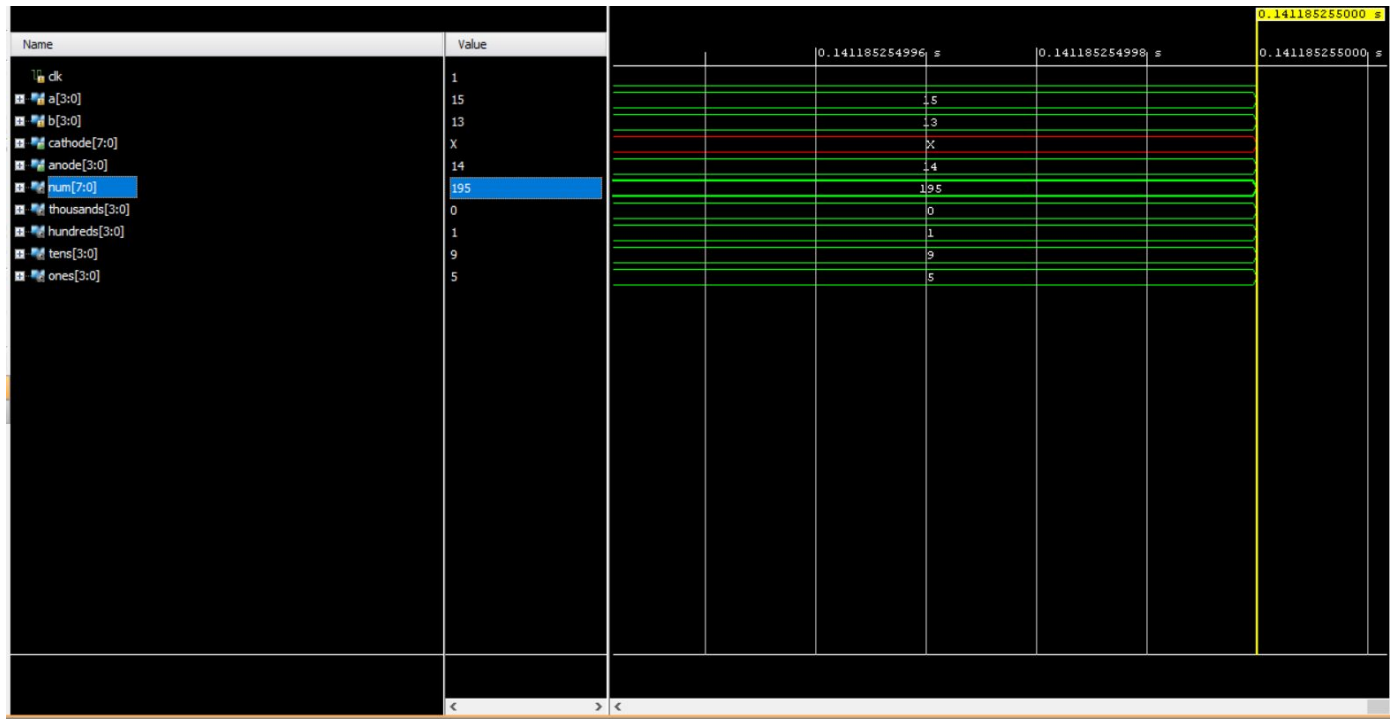 0.141185255000 s
Name Value
0.141185254996 s 0.141185254998 s 0.141185255000 s
clk 1
a[3:0] 15 15
b[3:0] 13 13
cathode[7:0] X X
anode[3:0] 14 14
num[7:0] 195 195
thousands[3:0] 0 0
hundreds[3:0] 1 1
tens[3:0] 9 9
ones[3:0] 5 5